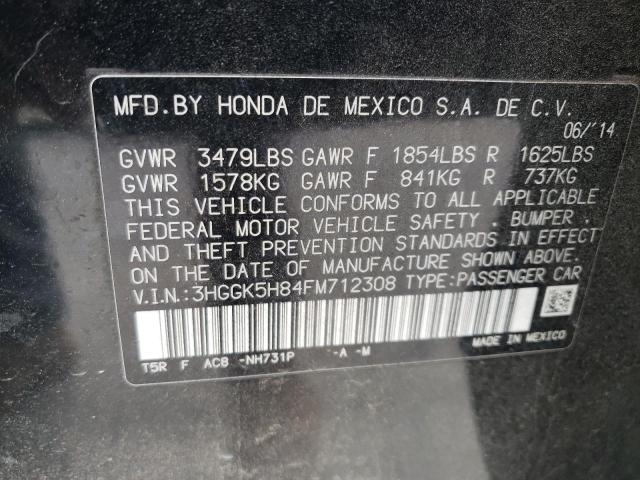 MFD.BY HONDA DE MEXICO S.A. DE C.V.
06/'14
GVWR 3479LBS GAWR F 1854LBS R 1625LBS
GVWR 1578KG GAWR F 841KG R 737KG
THIS VEHICLE CONFORMS TO ALL APPLICABLE
FEDERAL MOTOR VEHICLE SAFETY . BUMPER .
AND THEFT PREVENTION STANDARDS IN EFFECT
ON THE DATE OF MANUFACTURE SHOWN ABOVE.
V.I.N.:3HGGK5H84FM712308 TYPE:PASSENGER CAR
MADE IN MEXICO
T5R F ACB -NH731P -A -M